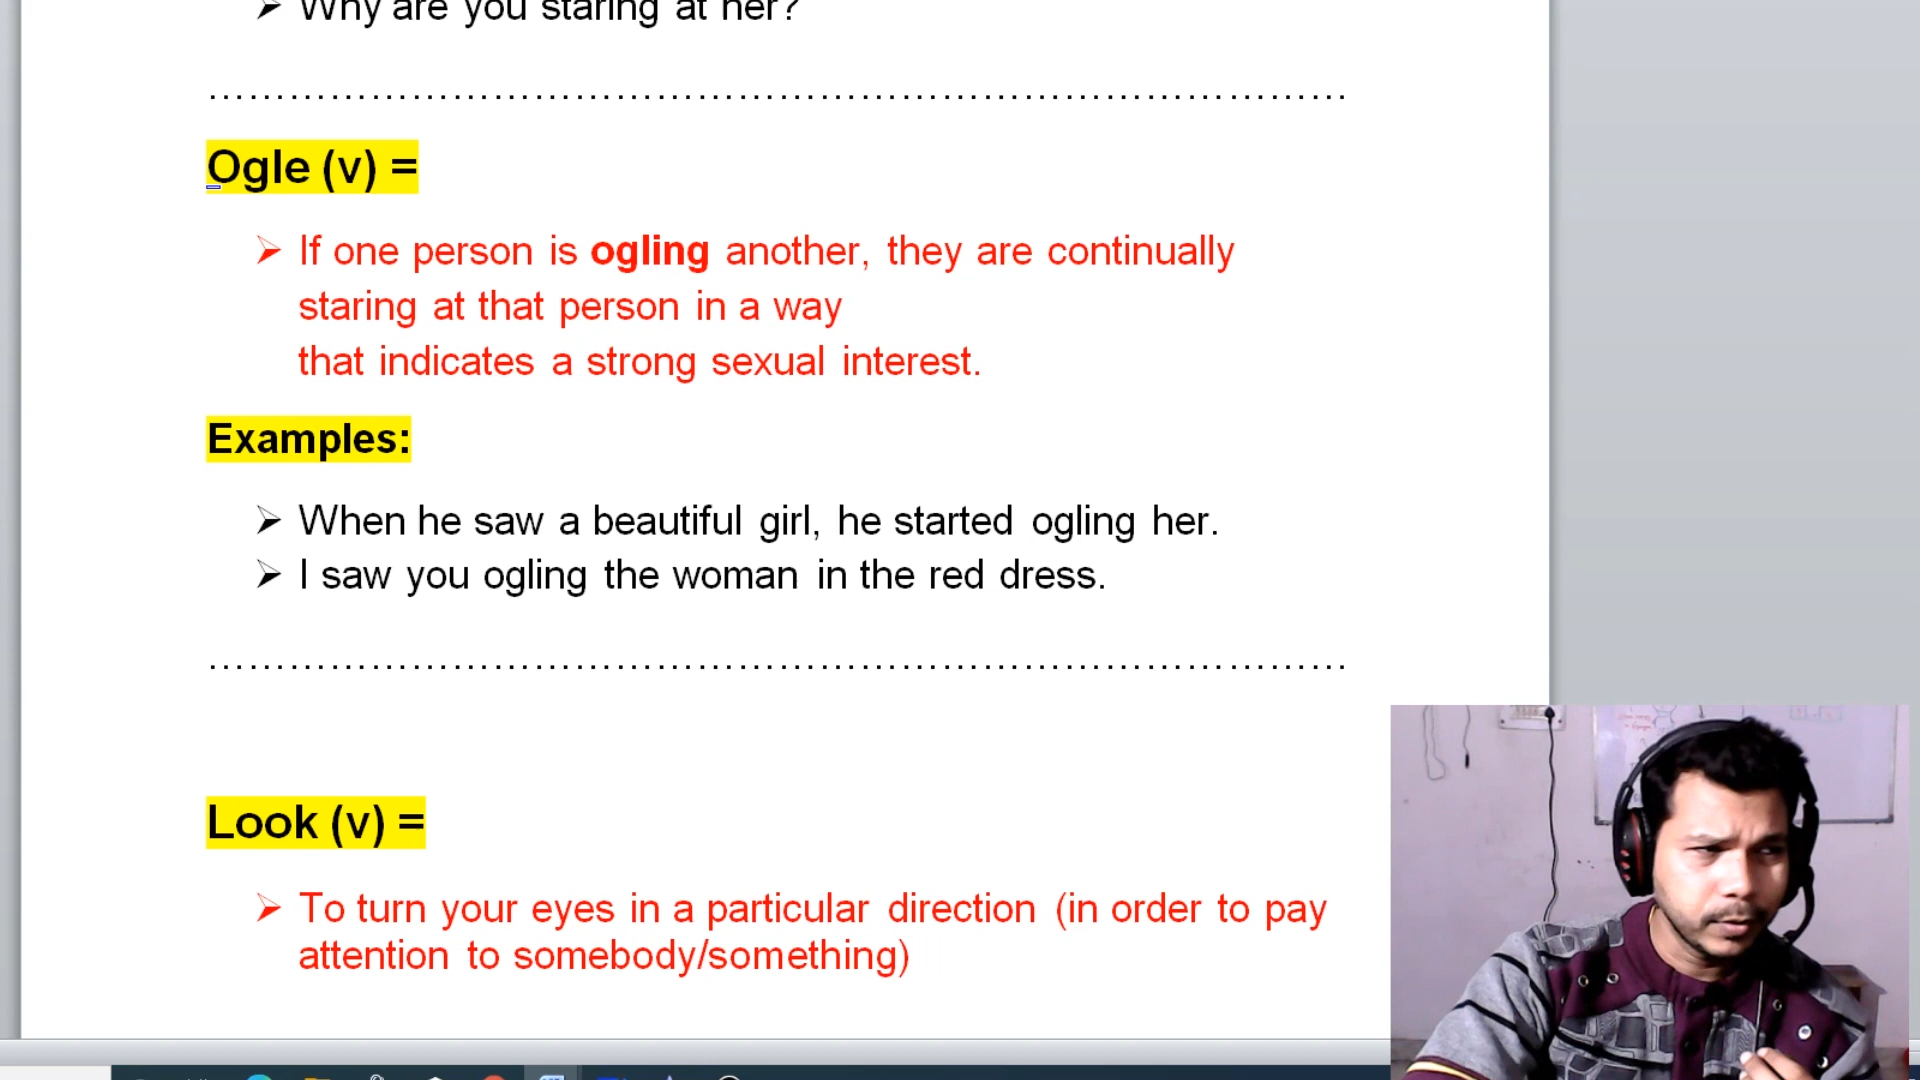 Why are you staring at her?
Ogle (v) =
If one person is ogling another, they are continually
staring at that person in a way
that indicates a strong sexual interest.
Examples:
When he saw a beautiful girl, he started ogling her.
I saw you ogling the woman in the red dress.
Look (v) =
To turn your eyes in a particular direction (in order to pay
attention to somebody/something)